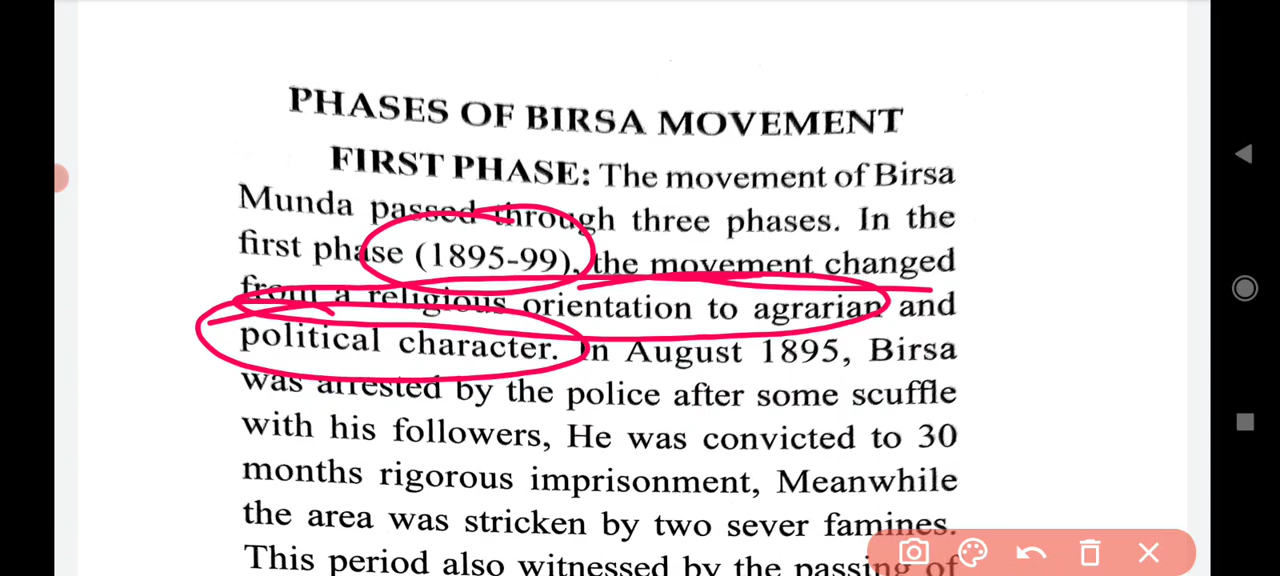 PHASES OF BIRSA MOVEMENT
FIRST PHASE: The movement of Birsa
Munda passed through three phases. In the
first phase (1895-99), the movement changed
from a religious orientation to agrarian and
political character. In August 1895, Birsa
was arrested by the police after some scuffle
with his followers, He was convicted to 30
months rigorous imprisonment, Meanwhile
the area was stricken by two sever famines.
This period also witnessed by the passing of